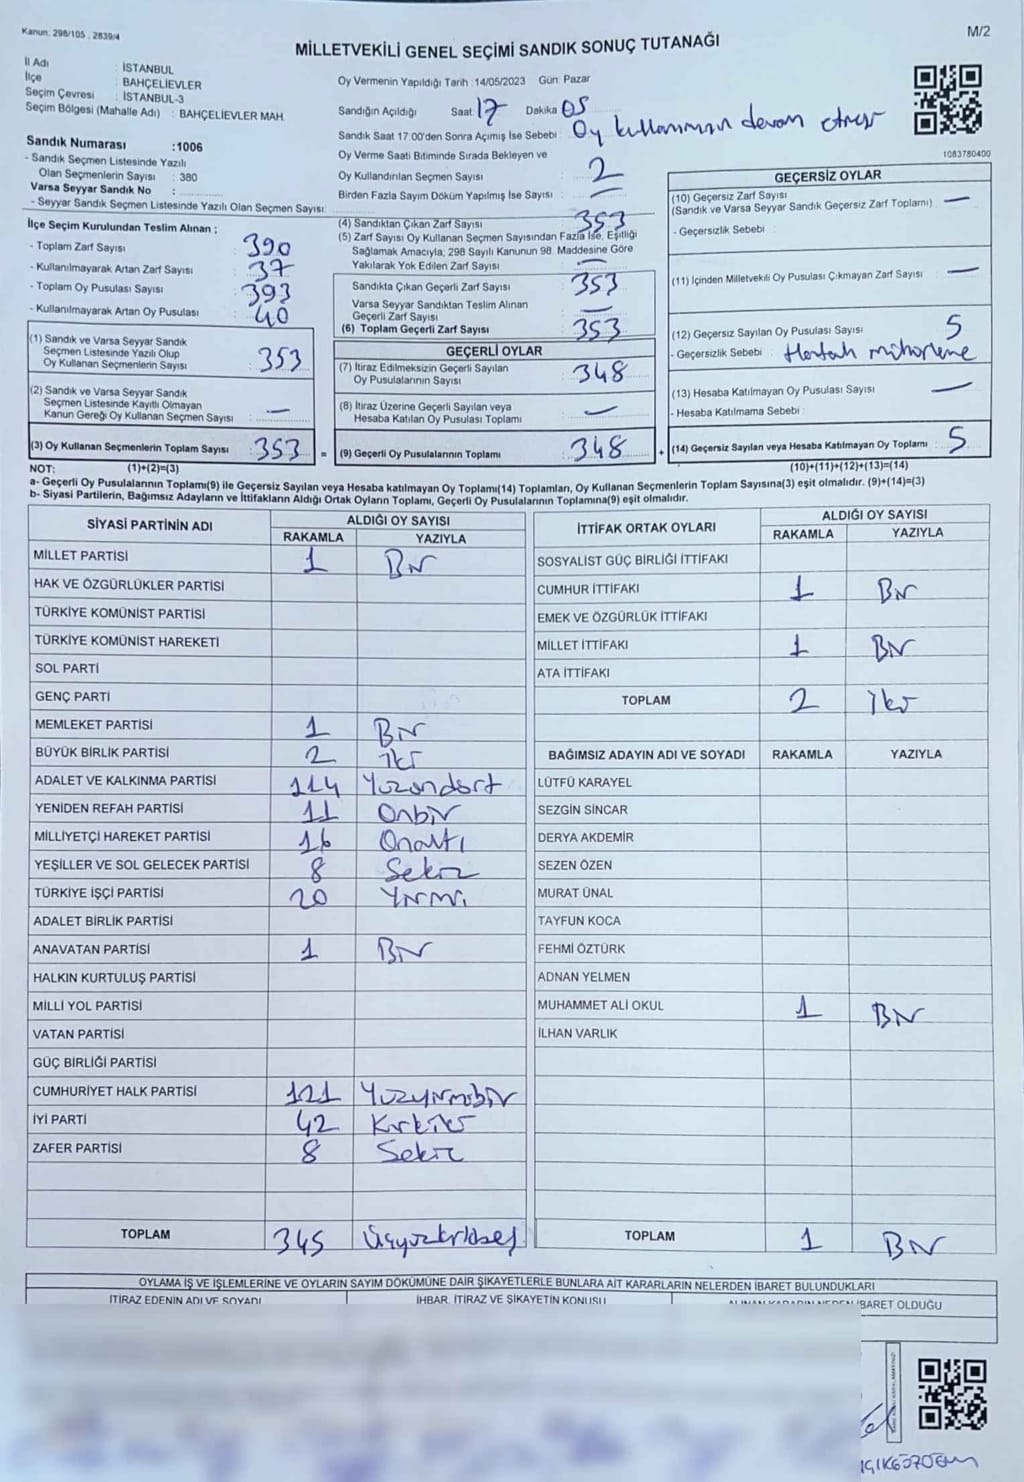 Kanun: 298/105 : 2839/4
M/2
MİLLETVEKİLİ GENEL SEÇİMİ SANDIK SONUÇ TUTANAĞI
İl Adı : İSTANBUL
İlçe : BAHÇELİEVLER
Seçim Çevresi : İSTANBUL-3
Seçim Bölgesi (Mahalle Adı) : BAHÇELİEVLER MAH.
Sandık Numarası :1006
- Sandık Seçmen Listesinde Yazılı
Olan Seçmenlerin Sayısı : 380
Varsa Seyyar Sandık No :
- Seyyar Sandık Seçmen Listesinde Yazılı Olan Seçmen Sayısı:
Oy Vermenin Yapıldığı Tarih :14/05/2023 Gün: Pazar
Sandığın Açıldığı Saat: 17 Dakika 05
Sandık Saat 17:00'den Sonra Açımış İse Sebebi: Oy kullanımın devam etmesi
Oy Verme Saati Bitiminde Sırada Bekleyen ve
Oy Kullandırılan Seçmen Sayısı : 2
Birden Fazla Sayım Döküm Yapılmış İse Sayısı :
1083780400
İlçe Seçim Kurulundan Teslim Alınan ;
- Toplam Zarf Sayısı : 390
- Kullanılmayarak Artan Zarf Sayısı : 37
- Toplam Oy Pusulası Sayısı : 393
- Kullanılmayarak Artan Oy Pusulası : 40
(1) Sandık ve Varsa Seyyar Sandık
Seçmen Listesinde Yazılı Olup
Oy Kullanan Seçmenlerin Sayısı : 353
(2) Sandık ve Varsa Seyyar Sandık
Seçmen Listesinde Kayıtlı Olmayan
Kanun Gereği Oy Kullanan Seçmen Sayısı : —
(3) Oy Kullanan Seçmenlerin Toplam Sayısı : 353
(4) Sandıktan Çıkan Zarf Sayısı : 353
(5) Zarf Sayısı Oy Kullanan Seçmen Sayısından Fazla İse, Eşitliği
Sağlamak Amacıyla, 298 Sayılı Kanunun 98. Maddesine Göre
Yakılarak Yok Edilen Zarf Sayısı : —
Sandıkta Çıkan Geçerli Zarf Sayısı : 353
Varsa Seyyar Sandıktan Teslim Alınan
Geçerli Zarf Sayısı : —
(6) Toplam Geçerli Zarf Sayısı : 353
GEÇERLİ OYLAR
(7) İtiraz Edilmeksizin Geçerli Sayılan
Oy Pusulalarının Sayısı : 348
(8) İtiraz Üzerine Geçerli Sayılan veya
Hesaba Katılan Oy Pusulası Toplamı : —
= (9) Geçerli Oy Pusulalarının Toplamı : 348 +
GEÇERSİZ OYLAR
(10) Geçersiz Zarf Sayısı
(Sandık ve Varsa Seyyar Sandık Geçersiz Zarf Toplamı) : —
- Geçersizlik Sebebi :
(11) İçinden Milletvekili Oy Pusulası Çıkmayan Zarf Sayısı : —
(12) Geçersiz Sayılan Oy Pusulası Sayısı : 5
- Geçersizlik Sebebi : Hatalı mühürleme
(13) Hesaba Katılmayan Oy Pusulası Sayısı : —
- Hesaba Katılmama Sebebi :
(14) Geçersiz Sayılan veya Hesaba Katılmayan Oy Toplamı : 5
NOT: (1)+(2)=(3)
(10)+(11)+(12)+(13)=(14)
a- Geçerli Oy Pusulalarının Toplamı(9) ile Geçersiz Sayılan veya Hesaba katılmayan Oy Toplamı(14) Toplamları, Oy Kullanan Seçmenlerin Toplam Sayısına(3) eşit olmalıdır. (9)+(14)=(3)
b- Siyasi Partilerin, Bağımsız Adayların ve İttifakların Aldığı Ortak Oyların Toplamı, Geçerli Oy Pusulalarının Toplamına(9) eşit olmalıdır.
SİYASİ PARTİNİN ADI ALDIĞI OY SAYISI
RAKAMLA YAZIYLA
MİLLET PARTİSİ 1 Bir
HAK VE ÖZGÜRLÜKLER PARTİSİ
TÜRKİYE KOMÜNİST PARTİSİ
TÜRKİYE KOMÜNİST HAREKETİ
SOL PARTİ
GENÇ PARTİ
MEMLEKET PARTİSİ 1 Bir
BÜYÜK BİRLİK PARTİSİ 2 iki
ADALET VE KALKINMA PARTİSİ 114 Yüzondört
YENİDEN REFAH PARTİSİ 11 Onbir
MİLLİYETÇİ HAREKET PARTİSİ 16 Onaltı
YEŞİLLER VE SOL GELECEK PARTİSİ 8 Sekiz
TÜRKİYE İŞÇİ PARTİSİ 20 Yirmi
ADALET BİRLİK PARTİSİ
ANAVATAN PARTİSİ 1 Bir
HALKIN KURTULUŞ PARTİSİ
MİLLİ YOL PARTİSİ
VATAN PARTİSİ
GÜÇ BİRLİĞİ PARTİSİ
CUMHURİYET HALK PARTİSİ 121 Yüzyirmibir
İYİ PARTİ 42 Kırkiki
ZAFER PARTİSİ 8 Sekiz
TOPLAM 345 Üçyüzkırkbeş
İTTİFAK ORTAK OYLARI ALDIĞI OY SAYISI
RAKAMLA YAZIYLA
SOSYALİST GÜÇ BİRLİĞİ İTTİFAKI
CUMHUR İTTİFAKI 1 Bir
EMEK VE ÖZGÜRLÜK İTTİFAKI
MİLLET İTTİFAKI 1 Bir
ATA İTTİFAKI
TOPLAM 2 iki
BAĞIMSIZ ADAYIN ADI VE SOYADI RAKAMLA YAZIYLA
LÜTFÜ KARAYEL
SEZGİN SİNCAR
DERYA AKDEMİR
SEZEN ÖZEN
MURAT ÜNAL
TAYFUN KOCA
FEHMİ ÖZTÜRK
ADNAN YELMEN
MUHAMMET ALİ OKUL 1 Bir
İLHAN VARLIK
TOPLAM 1 Bir
OYLAMA İŞ VE İŞLEMLERİNE VE OYLARIN SAYIM DÖKÜMÜNE DAİR ŞİKAYETLERLE BUNLARA AİT KARARLARIN NELERDEN İBARET BULUNDUKLARI
İTİRAZ EDENİN ADI VE SOYADI İHBAR, İTİRAZ VE ŞİKAYETİN KONUSU ALINAN KARARIN NEDEN İBARET OLDUĞU